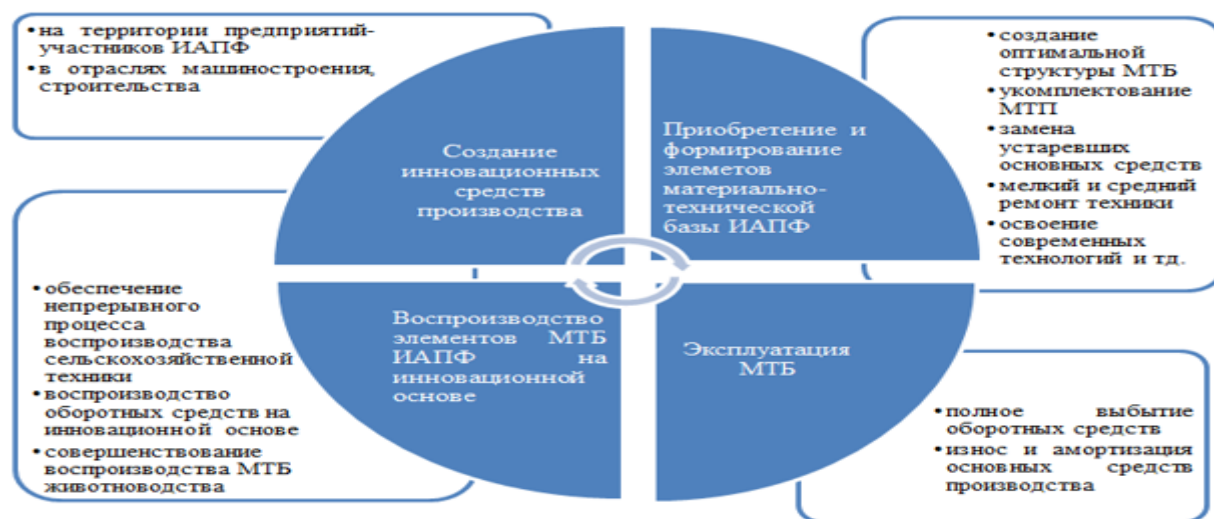 • на территории предприятий-
участников ИАПФ
• в отраслях машиностроения,
строительства
Создание
инновационных
средств
производства
Приобретение и
формирование
элеметов
материально-
технической
базы ИАПФ
• создание
оптимальной
структуры МТБ
• укомплектование
МТП
• замена
устаревших
основных средств
• мелкий и средний
ремонт техники
• освоение
современных
технологий и тд.
• обеспечение
непрерывного
процесса
воспроизводства
сельскохозяйственной
техники
• воспроизводство
оборотных средств на
инновационной основе
• совершенствование
воспроизводства МТБ
животноводства
Воспроизводство
элементов МТБ
ИАПФ на
инновационной
основе
Эксплуатация
МТБ
• полное выбытие
оборотных средств
• износ и амортизация
основных средств
производства